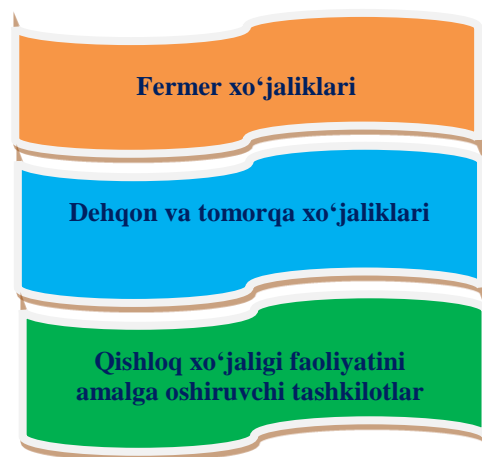 Fermer xo‘jaliklari
Dehqon va tomorqa xo‘jaliklari
Qishloq xo‘jaligi faoliyatini
amalga oshiruvchi tashkilotlar